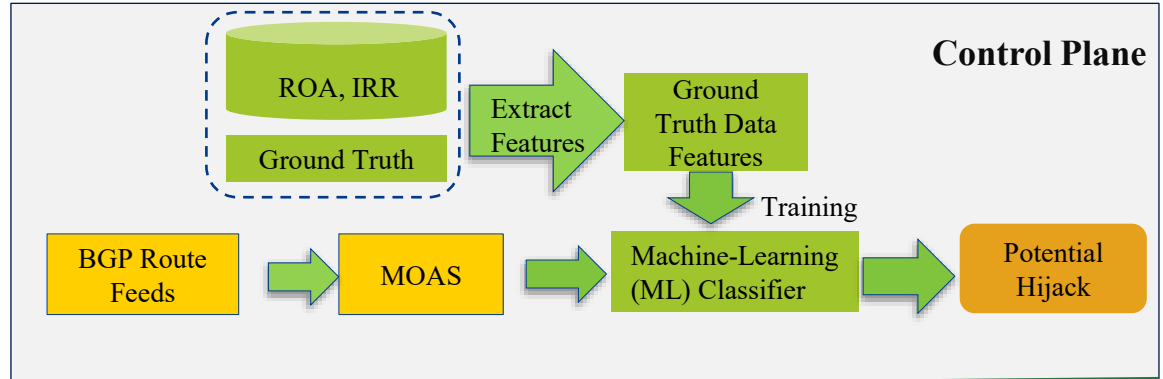 Control Plane
ROA, IRR
Ground Truth
Extract
Features
Ground
Truth Data
Features
Training
BGP Route
Feeds
MOAS
Machine-Learning
(ML) Classifier
Potential
Hijack